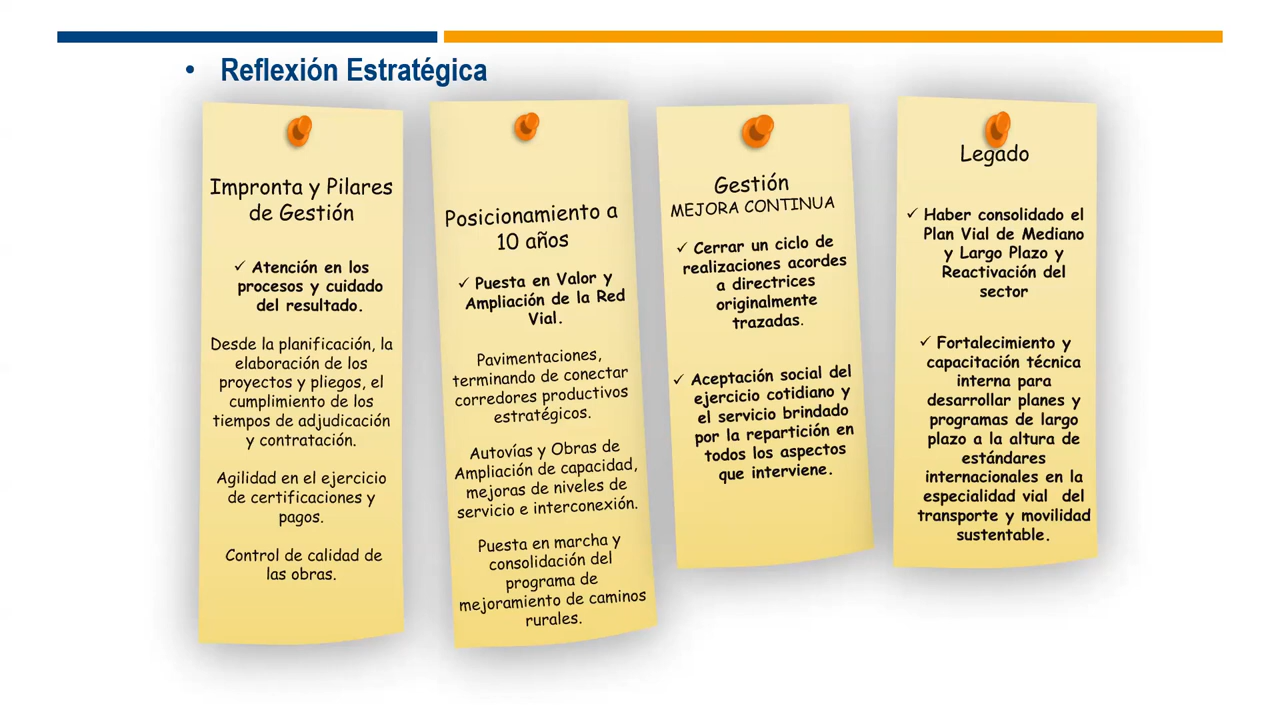 • Reflexión Estratégica
Impronta y Pilares
de Gestión
✓ Atención en los
procesos y cuidado
del resultado.
Desde la planificación, la
elaboración de los
proyectos y pliegos, el
cumplimiento de los
tiempos de adjudicación
y contratación.
Agilidad en el ejercicio
de certificaciones y
pagos.
Control de calidad de
las obras.
Posicionamiento a
10 años
✓ Puesta en Valor y
Ampliación de la Red
Vial.
Pavimentaciones,
terminando de conectar
corredores productivos
estratégicos.
Autovías y Obras de
Ampliación de capacidad,
mejoras de niveles de
servicio e interconexión.
Puesta en marcha y
consolidación del
programa de
mejoramiento de caminos
rurales.
Gestión
MEJORA CONTINUA
✓ Cerrar un ciclo de
realizaciones acordes
a directrices
originalmente
trazadas.
✓ Aceptación social del
ejercicio cotidiano y
el servicio brindado
por la repartición en
todos los aspectos
que interviene.
Legado
✓ Haber consolidado el
Plan Vial de Mediano
y Largo Plazo y
Reactivación del
sector
✓ Fortalecimiento y
capacitación técnica
interna para
desarrollar planes y
programas de largo
plazo a la altura de
estándares
internacionales en la
especialidad vial del
transporte y movilidad
sustentable.